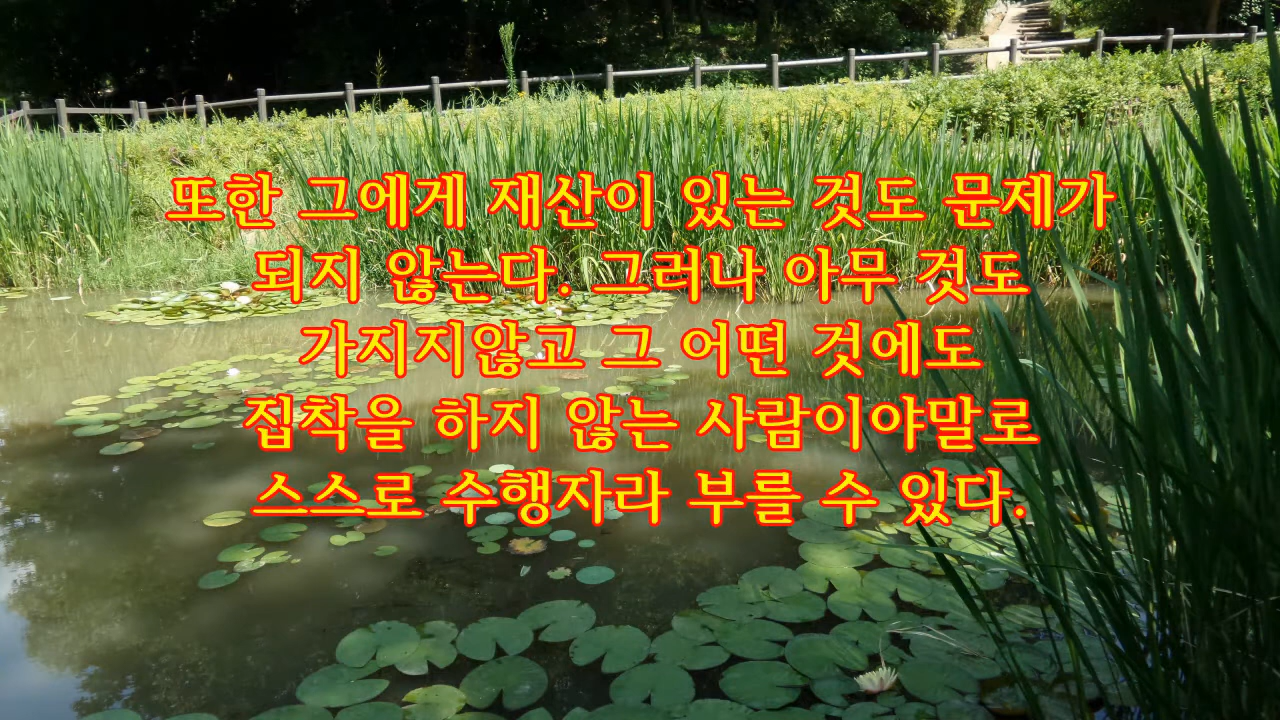 또한 그에게 재산이 있는 것도 문제가
되지 않는다. 그러나 아무 것도
가지지않고 그 어떤 것에도
집착을 하지 않는 사람이야말로
스스로 수행자라 부를 수 있다.